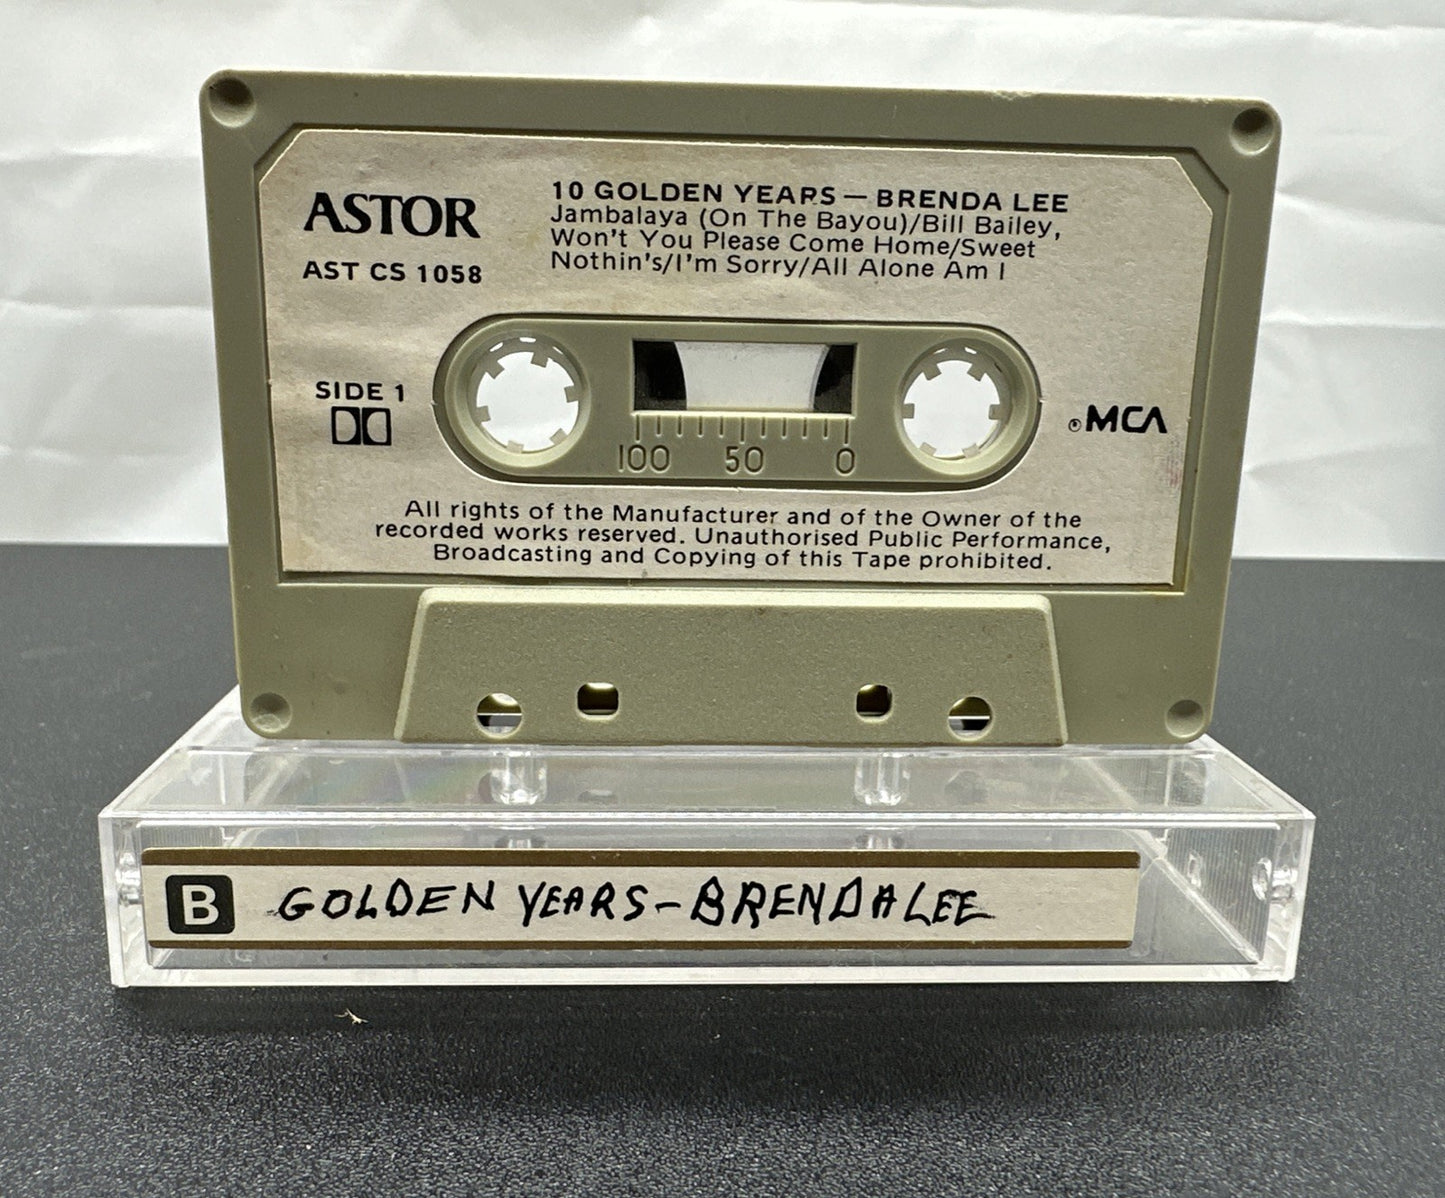 ASTOR
AST CS 1058
10 GOLDEN YEARS — BRENDA LEE
Jambalaya (On The Bayou)/Bill Bailey,
Won't You Please Come Home/Sweet
Nothin's/I'm Sorry/All Alone Am I
SIDE 1
100 50 0
℗MCA
All rights of the Manufacturer and of the Owner of the
recorded works reserved. Unauthorised Public Performance,
Broadcasting and Copying of this Tape prohibited.
B GOLDEN YEARS - BRENDA LEE